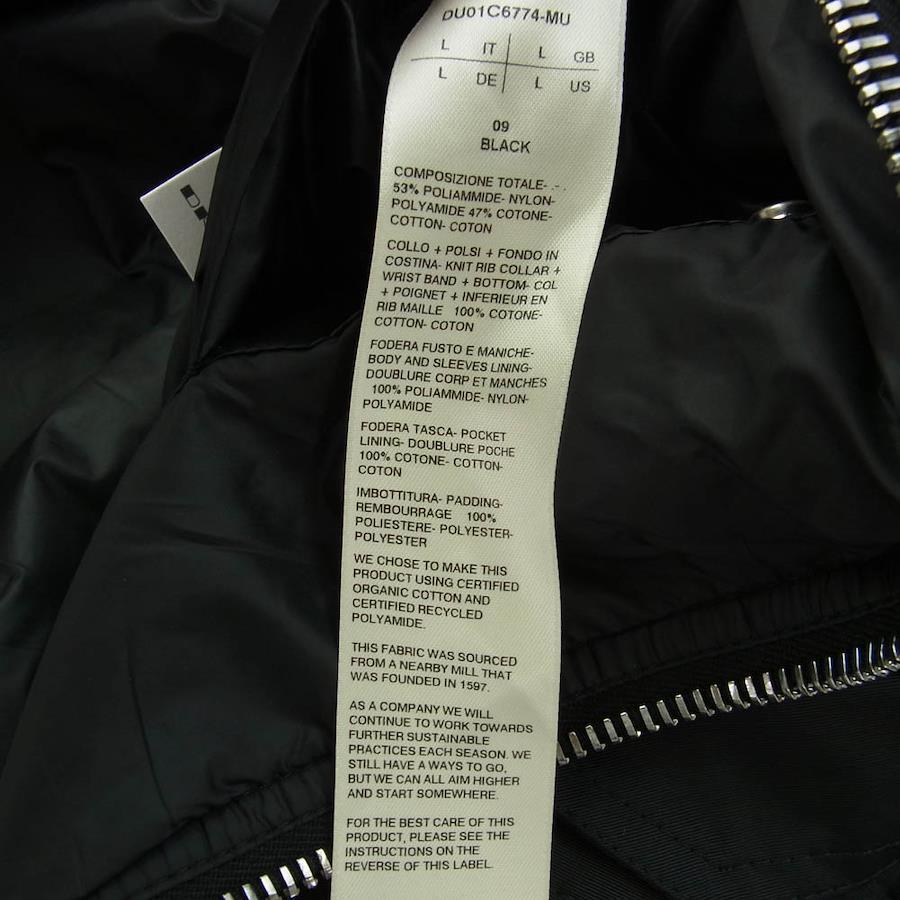 DU01C6774-MU
L IT L GB
L DE L US
09
BLACK
COMPOSIZIONE TOTALE- - -
53% POLIAMMIDE- NYLON-
POLYAMIDE 47% COTONE-
COTTON- COTON
COLLO + POLSI + FONDO IN
COSTINA- KNIT RIB COLLAR +
WRIST BAND + BOTTOM- COL
+ POIGNET + INFERIEUR EN
RIB MAILLE 100% COTONE-
COTTON- COTON
FODERA FUSTO E MANICHE-
BODY AND SLEEVES LINING-
DOUBLURE CORP ET MANCHES
100% POLIAMMIDE- NYLON-
POLYAMIDE
FODERA TASCA- POCKET
LINING- DOUBLURE POCHE
100% COTONE- COTTON-
COTON
IMBOTTITURA- PADDING-
REMBOURRAGE 100%
POLIESTERE- POLYESTER-
POLYESTER
WE CHOSE TO MAKE THIS
PRODUCT USING CERTIFIED
ORGANIC COTTON AND
CERTIFIED RECYCLED
POLYAMIDE.
THIS FABRIC WAS SOURCED
FROM A NEARBY MILL THAT
WAS FOUNDED IN 1597.
AS A COMPANY WE WILL
CONTINUE TO WORK TOWARDS
FURTHER SUSTAINABLE
PRACTICES EACH SEASON. WE
STILL HAVE A WAYS TO GO,
BUT WE CAN ALL AIM HIGHER
AND START SOMEWHERE.
FOR THE BEST CARE OF THIS
PRODUCT, PLEASE SEE THE
INSTRUCTIONS ON THE
REVERSE OF THIS LABEL.